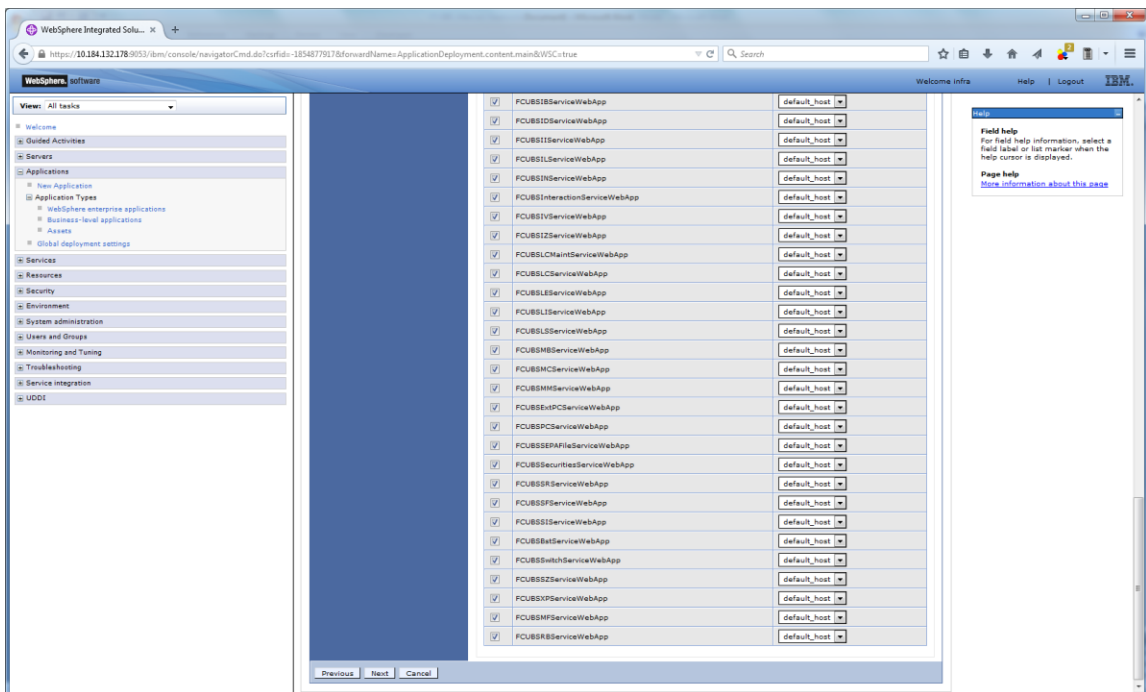 WebSphere Integrated Solu... × +
https://10.184.132.178:9053/ibm/console/navigatorCmd.do?csrfid=-1854877917&forwardName=ApplicationDeployment.content.main&WSC=true
Search
2
WebSphere. software
Welcome infra
Help | Logout
IBM.
View: All tasks
Welcome
Guided Activities
Servers
Applications
New Application
Application Types
WebSphere enterprise applications
Business-level applications
Assets
Global deployment settings
Services
Resources
Security
Environment
System administration
Users and Groups
Monitoring and Tuning
Troubleshooting
Service integration
UDDI
FCUBSIBServiceWebApp default_host
FCUBSIDServiceWebApp default_host
FCUBSIIServiceWebApp default_host
FCUBSILServiceWebApp default_host
FCUBSINServiceWebApp default_host
FCUBSInteractionServiceWebApp default_host
FCUBSIVServiceWebApp default_host
FCUBSIZServiceWebApp default_host
FCUBSLCMaintServiceWebApp default_host
FCUBSLCServiceWebApp default_host
FCUBSLEServiceWebApp default_host
FCUBSLIServiceWebApp default_host
FCUBSLSServiceWebApp default_host
FCUBSMBServiceWebApp default_host
FCUBSMCServiceWebApp default_host
FCUBSMMServiceWebApp default_host
FCUBSExtPCServiceWebApp default_host
FCUBSPCServiceWebApp default_host
FCUBSSEPAFileServiceWebApp default_host
FCUBSSecuritiesServiceWebApp default_host
FCUBSSRServiceWebApp default_host
FCUBSSFServiceWebApp default_host
FCUBSSIServiceWebApp default_host
FCUBSBstServiceWebApp default_host
FCUBSSwitchServiceWebApp default_host
FCUBSSZServiceWebApp default_host
FCUBSXPServiceWebApp default_host
FCUBSMFServiceWebApp default_host
FCUBSRBServiceWebApp default_host
Previous Next Cancel
Help
Field help
For field help information, select a
field label or list marker when the
help cursor is displayed.
Page help
More information about this page